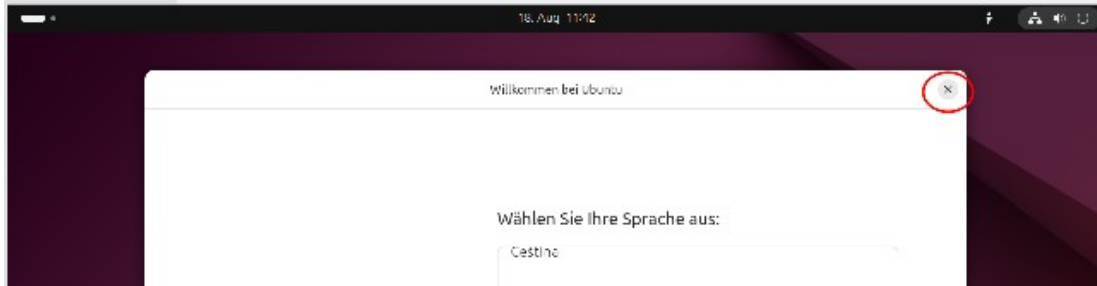 18. Aug 11:42
Willkommen bei Ubuntu
Wählen Sie Ihre Sprache aus:
Čeština